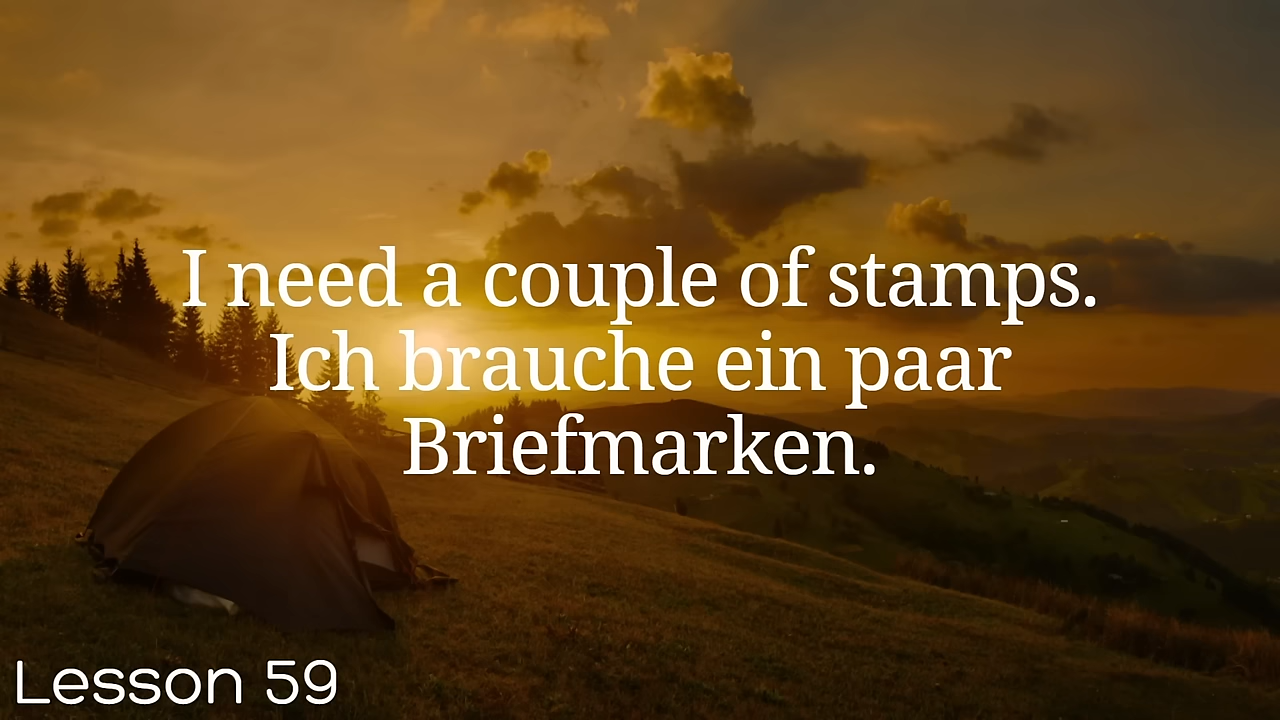 I need a couple of stamps.
Ich brauche ein paar
Briefmarken.
Lesson 59